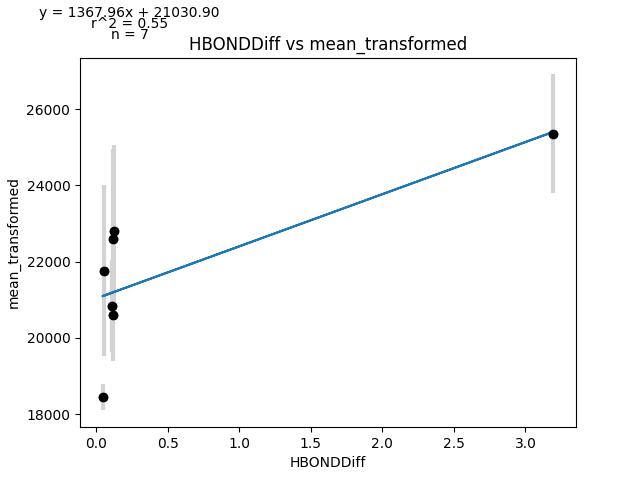 y = 1367.96x + 21030.90
r^2 = 0.55
n = 7
HBONDDiff vs mean_transformed
26000
24000
22000
20000
18000
mean_transformed
0.0 0.5 1.0 1.5 2.0 2.5 3.0
HBONDDiff